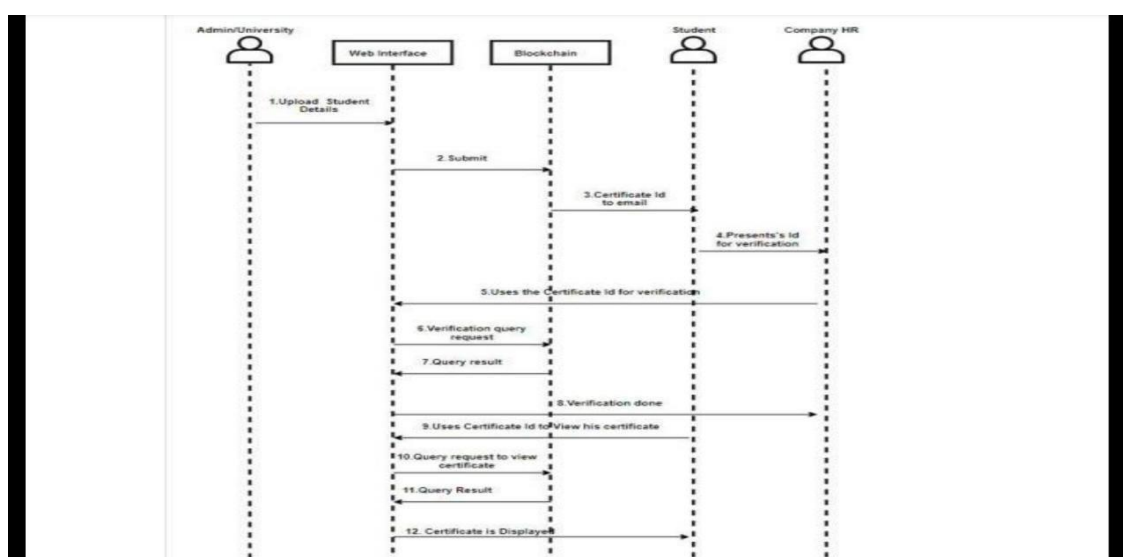 Admin/University
Web Interface
Blockchain
Student
Company HR
1.Upload Student
Details
2.Submit
3.Certificate Id
to email
4.Presents's Id
for verification
5.Uses the Certificate Id for verification
6.Verification query
request
7.Query result
8.Verification done
9.Uses Certificate Id to View his certificate
10.Query request to view
certificate
11.Query Result
12. Certificate is Displayed